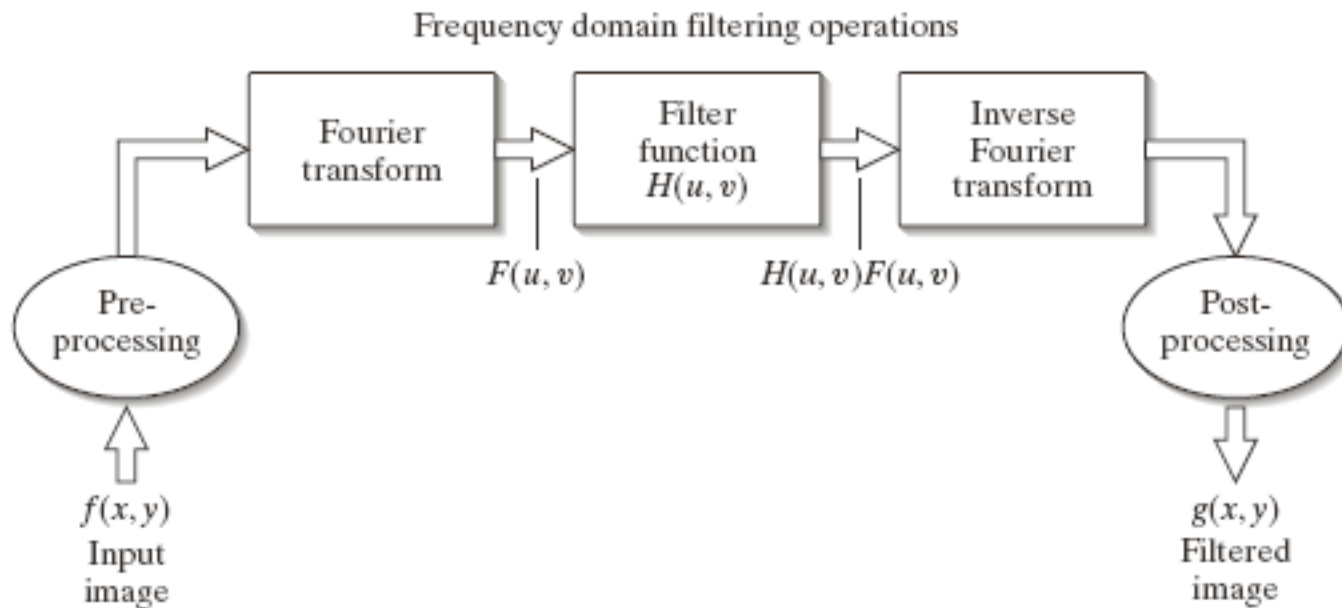 Frequency domain filtering operations
Fourier
transform
Filter
function
H(u, v)
Inverse
Fourier
transform
F(u, v)
H(u, v)F(u, v)
Pre-
processing
Post-
processing
f(x, y)
Input
image
g(x, y)
Filtered
image